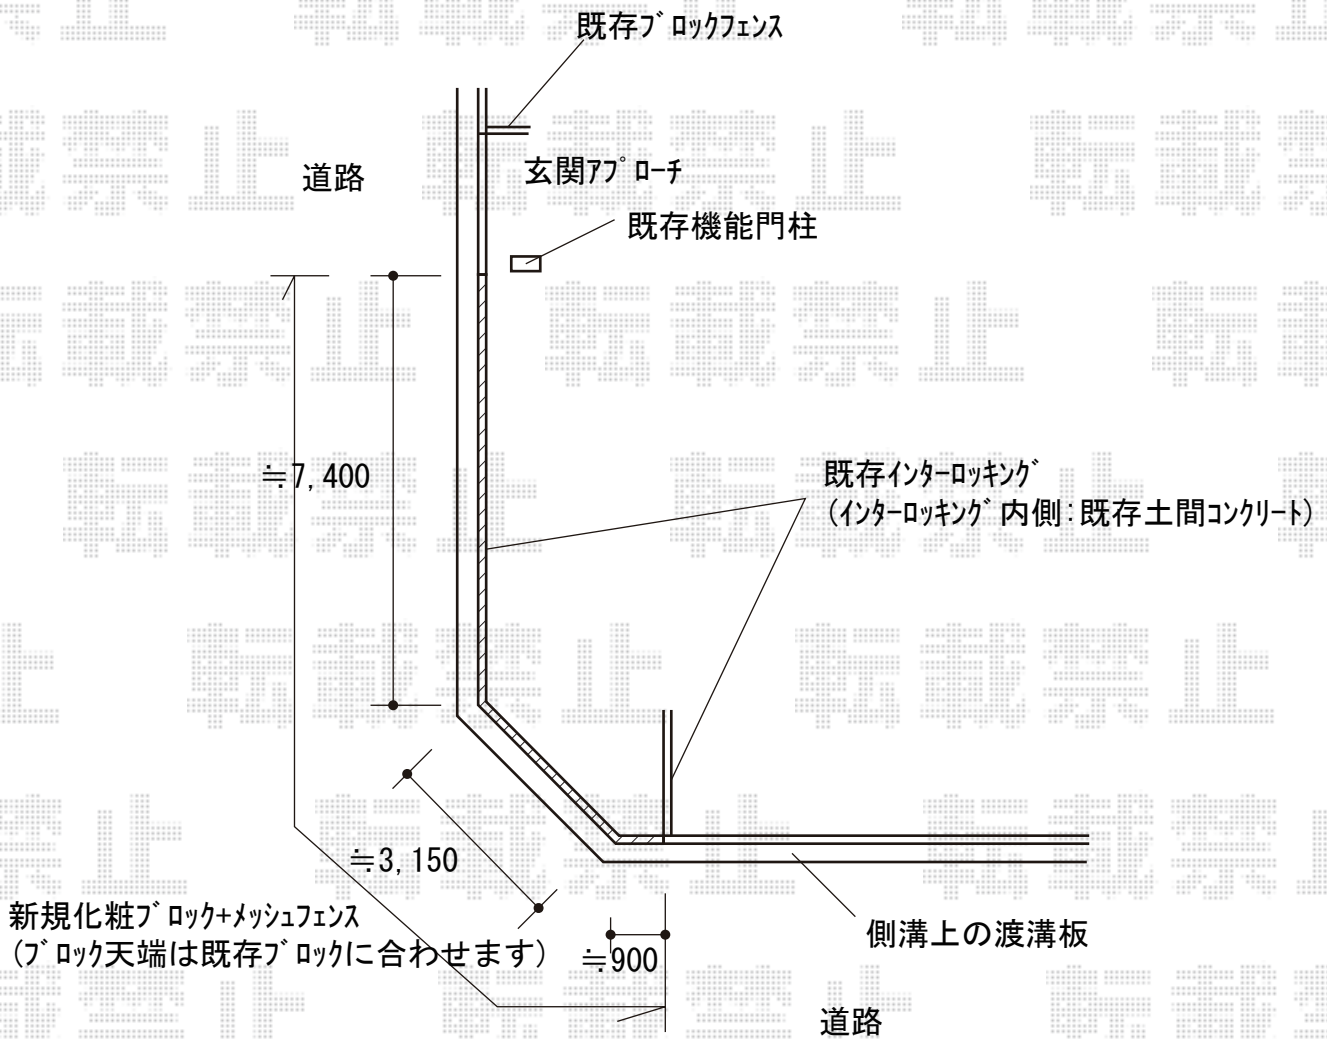 既存ﾌﾞﾛｯｸﾌｪﾝｽ
道路
玄関ｱﾌﾟﾛｰﾁ
既存機能門柱
≒7,400
既存ｲﾝﾀｰﾛｯｷﾝｸﾞ
(ｲﾝﾀｰﾛｯｷﾝｸﾞ内側:既存土間ｺﾝｸﾘｰﾄ)
≒3,150
新規化粧ﾌﾞﾛｯｸ+ﾒｯｼｭﾌｪﾝｽ
(ﾌﾞﾛｯｸ天端は既存ﾌﾞﾛｯｸに合わせます)
≒900
側溝上の渡溝板
道路
転載禁止